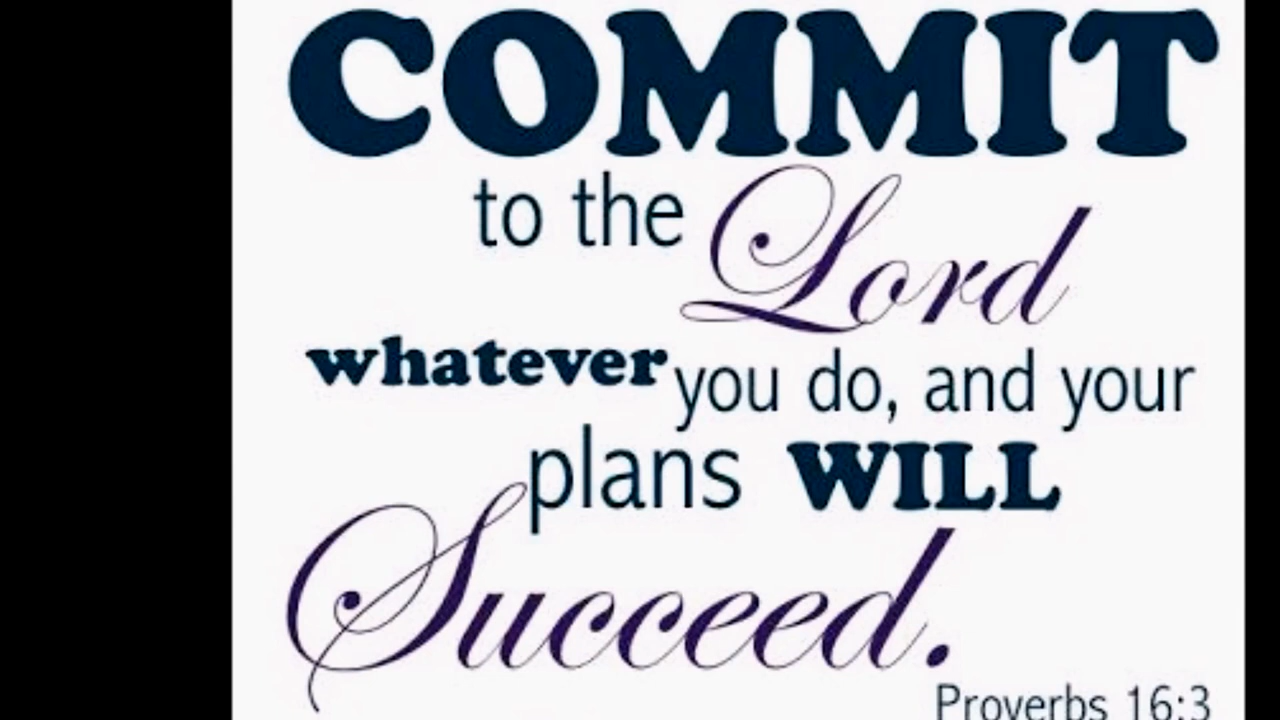 COMMIT
to the Lord
whatever you do, and your
plans WILL
Succeed.
Proverbs 16:3